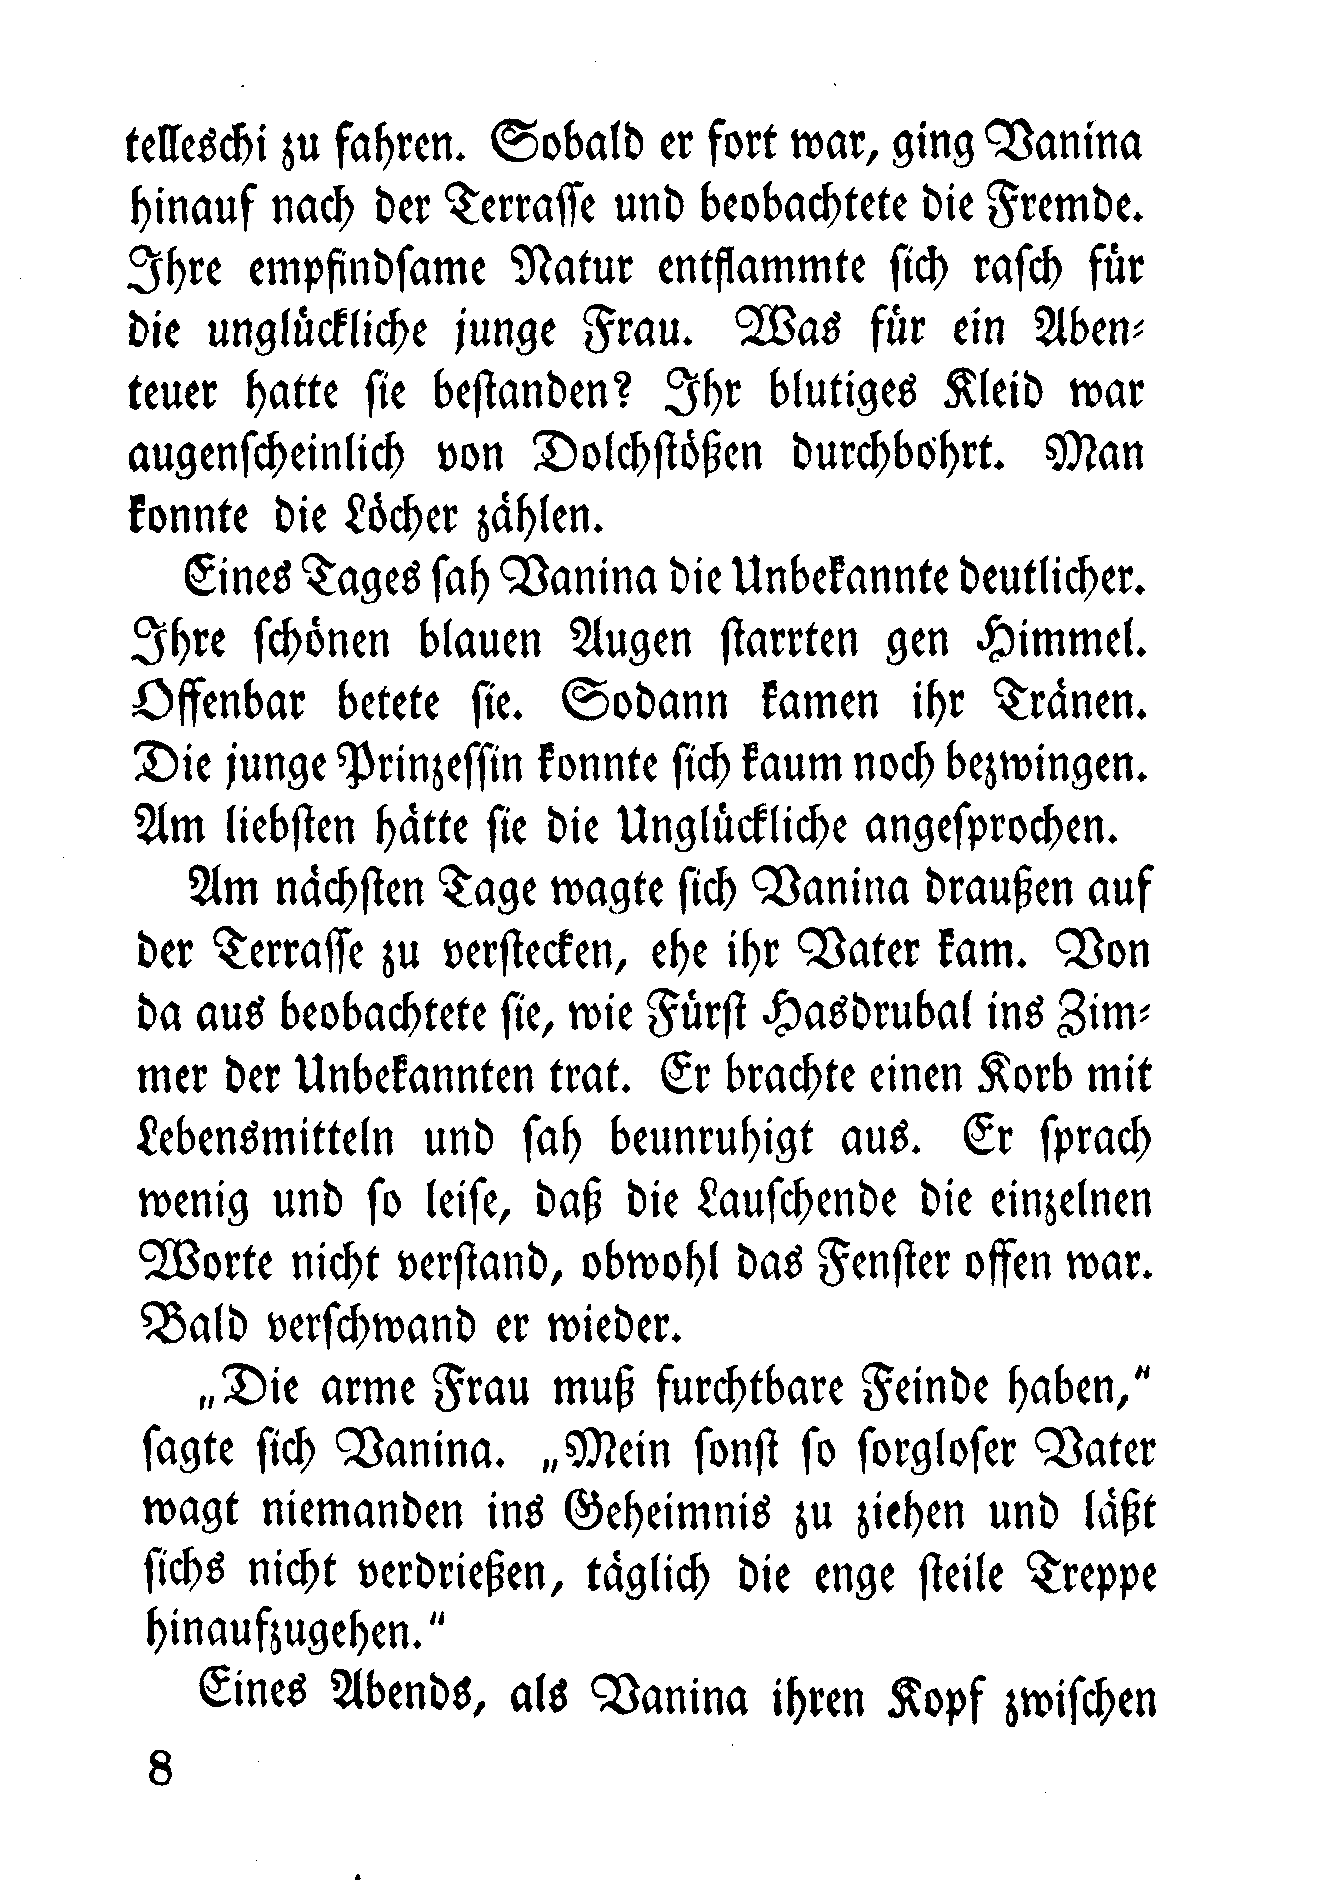 telleschi zu fahren. Sobald er fort war, ging Vanina
hinauf nach der Terrasse und beobachtete die Fremde.
Ihre empfindsame Natur entflammte sich rasch für
die unglückliche junge Frau. Was für ein Aben-
teuer hatte sie bestanden? Ihr blutiges Kleid war
augenscheinlich von Dolchstößen durchbohrt. Man
konnte die Löcher zählen.
Eines Tages sah Vanina die Unbekannte deutlicher.
Ihre schönen blauen Augen starrten gen Himmel.
Offenbar betete sie. Sodann kamen ihr Tränen.
Die junge Prinzessin konnte sich kaum noch bezwingen.
Am liebsten hätte sie die Unglückliche angesprochen.
Am nächsten Tage wagte sich Vanina draußen auf
der Terrasse zu verstecken, ehe ihr Vater kam. Von
da aus beobachtete sie, wie Fürst Hasdrubal ins Zim-
mer der Unbekannten trat. Er brachte einen Korb mit
Lebensmitteln und sah beunruhigt aus. Er sprach
wenig und so leise, daß die Lauschende die einzelnen
Worte nicht verstand, obwohl das Fenster offen war.
Bald verschwand er wieder.
„Die arme Frau muß furchtbare Feinde haben,“
sagte sich Vanina. „Mein sonst so sorgloser Vater
wagt niemanden ins Geheimnis zu ziehen und läßt
sichs nicht verdrießen, täglich die enge steile Treppe
hinaufzugehen.“
Eines Abends, als Vanina ihren Kopf zwischen
8